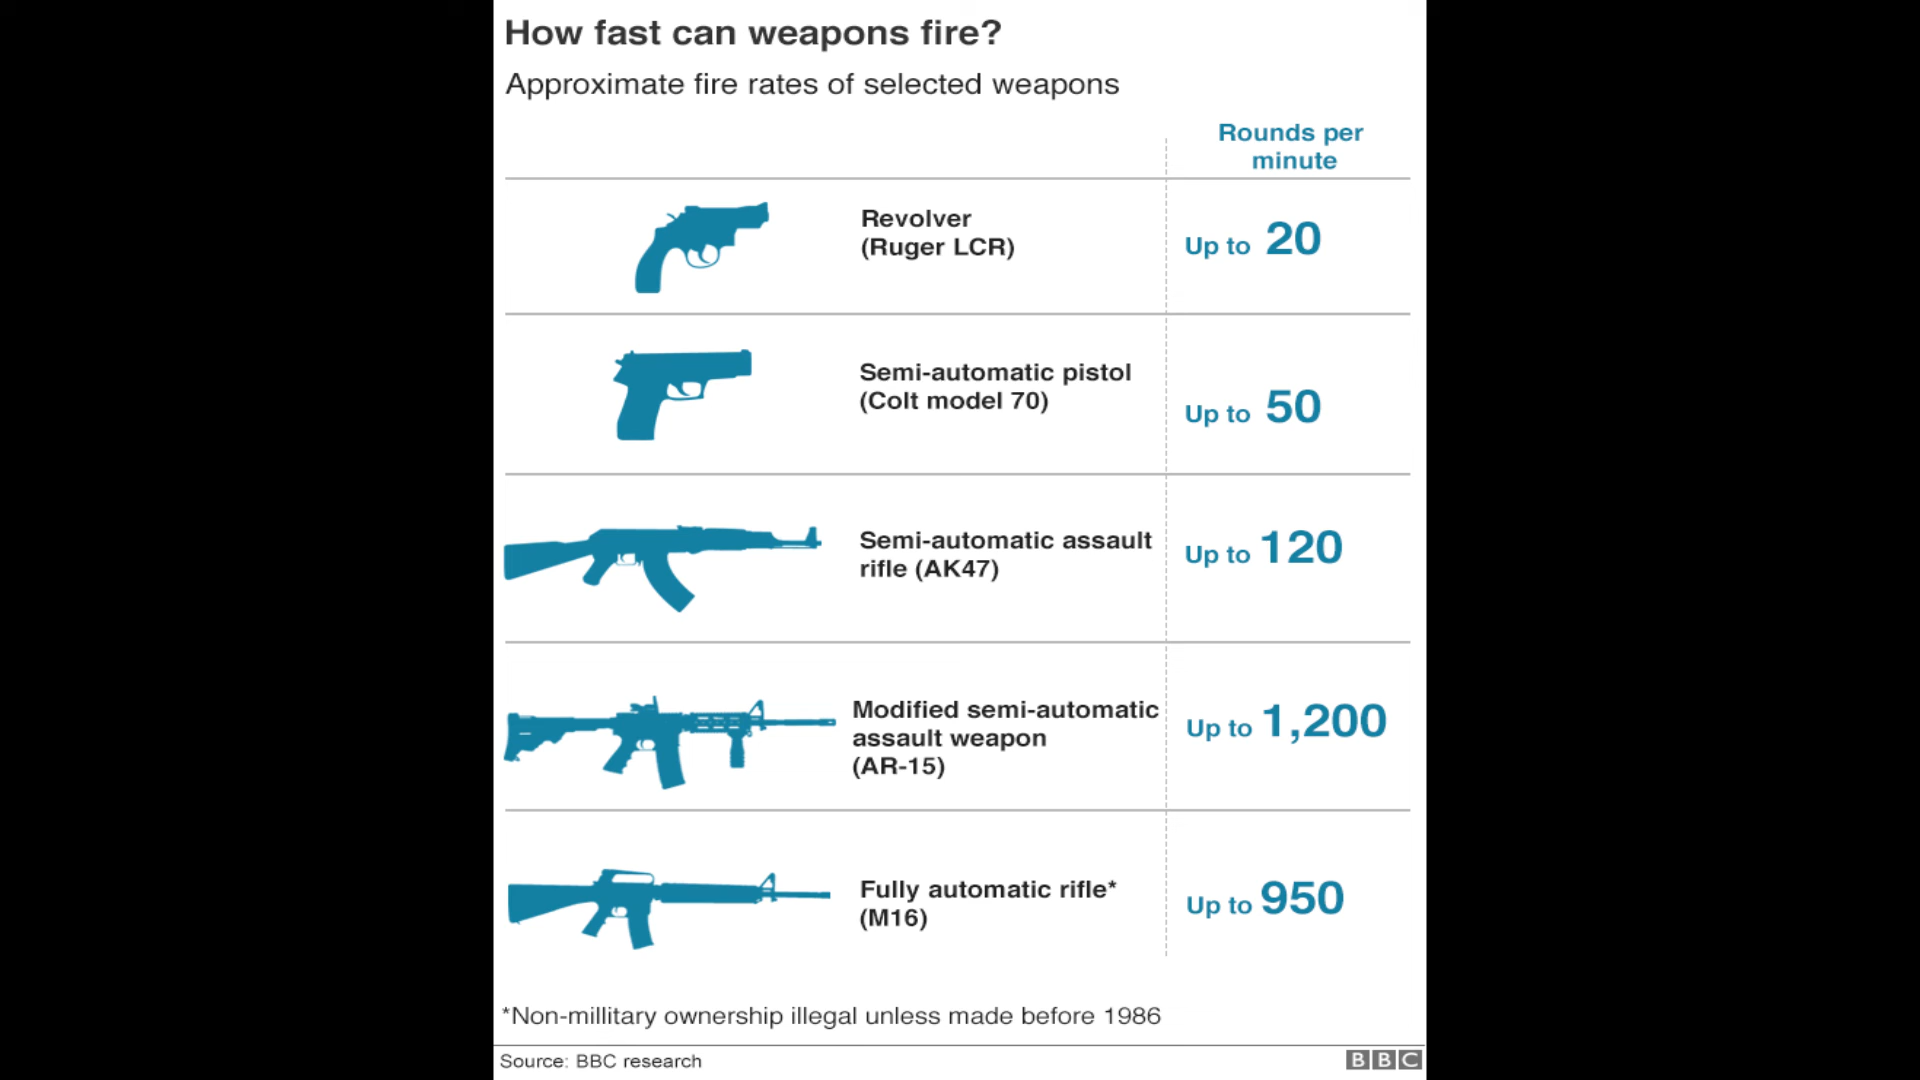 How fast can weapons fire?
Approximate fire rates of selected weapons
Rounds per
minute
Revolver
(Ruger LCR)
Up to 20
Semi-automatic pistol
(Colt model 70)
Up to 50
Semi-automatic assault
rifle (AK47)
Up to 120
Modified semi-automatic
assault weapon
(AR-15)
Up to 1,200
Fully automatic rifle*
(M16)
Up to 950
*Non-millitary ownership illegal unless made before 1986
Source: BBC research
BBC